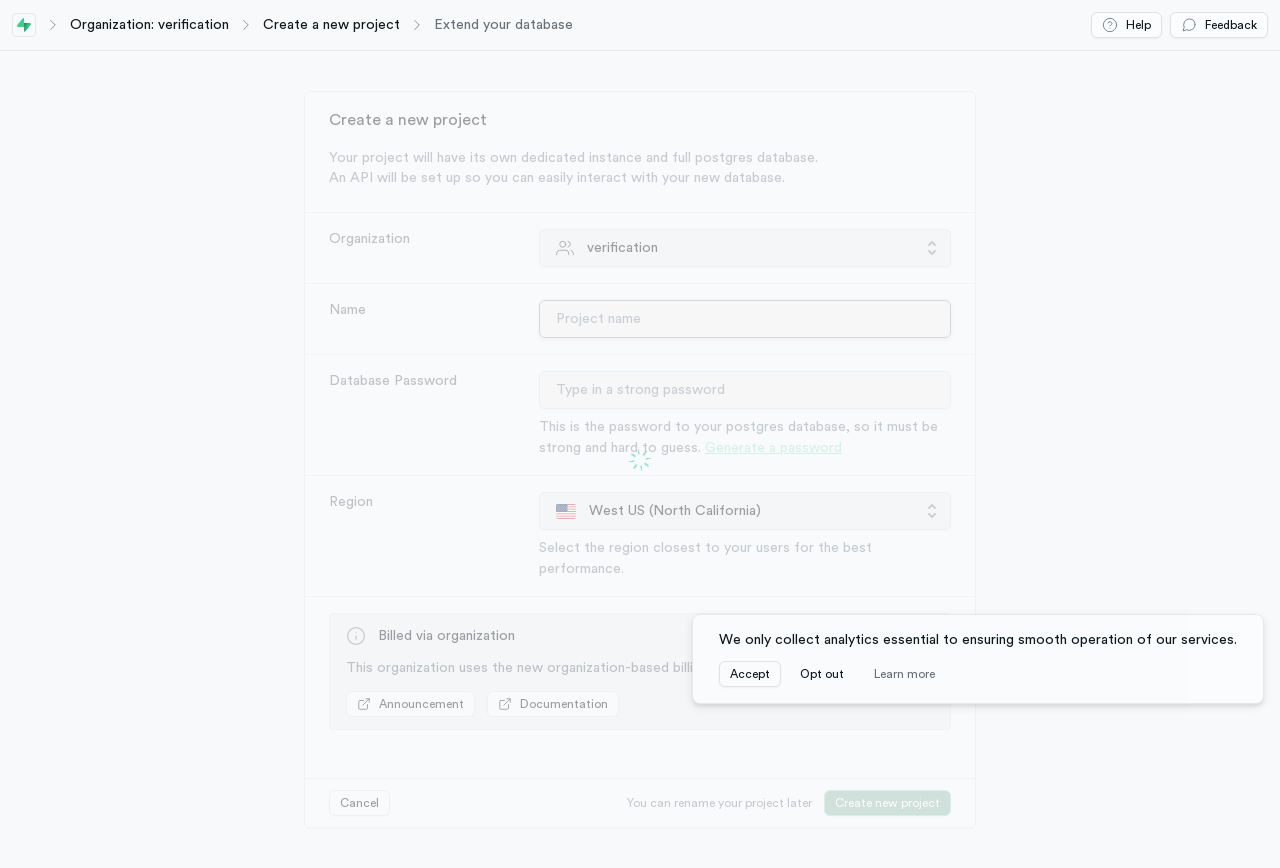 Organization: verification
Create a new project
Extend your database
Help
Feedback
Create a new project
Your project will have its own dedicated instance and full postgres database.
An API will be set up so you can easily interact with your new database.
Organization
verification
Name
Project name
Database Password
Type in a strong password
This is the password to your postgres database, so it must be
strong and hard to guess. Generate a password
Region
West US (North California)
Select the region closest to your users for the best
performance.
Billed via organization
This organization uses the new organization-based
We only collect analytics essential to ensuring smooth operation of our services.
Accept
Opt out
Learn more
Announcement
Documentation
Cancel
You can rename your project later
Create new project